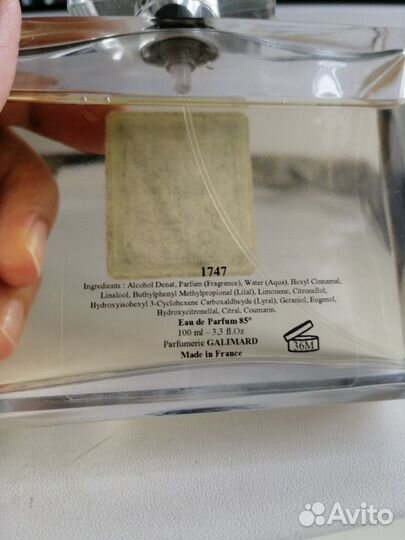 1747
Ingredients : Alcohol Denat, Parfum (Fragrance), Water (Aqua), Hexyl Cinnamal,
Linalool, Buthylphenyl Methylpropional (Lilal), Limonene, Citronellol,
Hydroxyisohexyl 3-Cyclohexene Carboxaldheyde (Lyral), Geraniol, Eugenol,
Hydroxycitronellal, Citral, Coumarin.
Eau de Parfum 85°
100 ml - 3,3 fl.Oz
Parfumerie GALIMARD
Made in France
36M
Avito